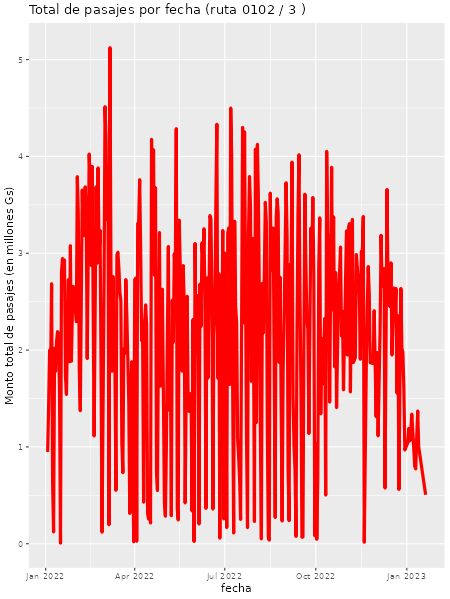 Total de pasajes por fecha (ruta 0102 / 3 )
Monto total de pasajes (en millones Gs)
5
4
3
2
1
0
Jan 2022
Apr 2022
Jul 2022
Oct 2022
Jan 2023
fecha